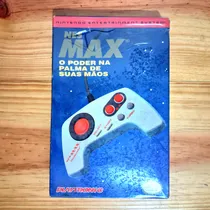 NINTENDO ENTERTAINMENT SYSTEM
NES
MAX
O PODER NA
PALMA DE
SUAS MÃOS
PLAYTRONIC